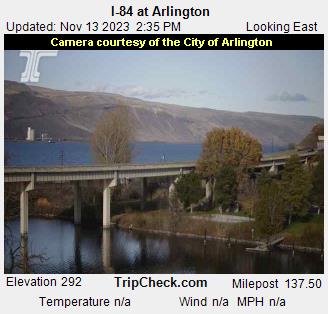 I-84 at Arlington
Updated: Nov 13 2023 2:35 PM Looking East
Camera courtesy of the City of Arlington
Elevation 292 TripCheck.com Milepost 137.50
Temperature n/a Wind n/a MPH n/a